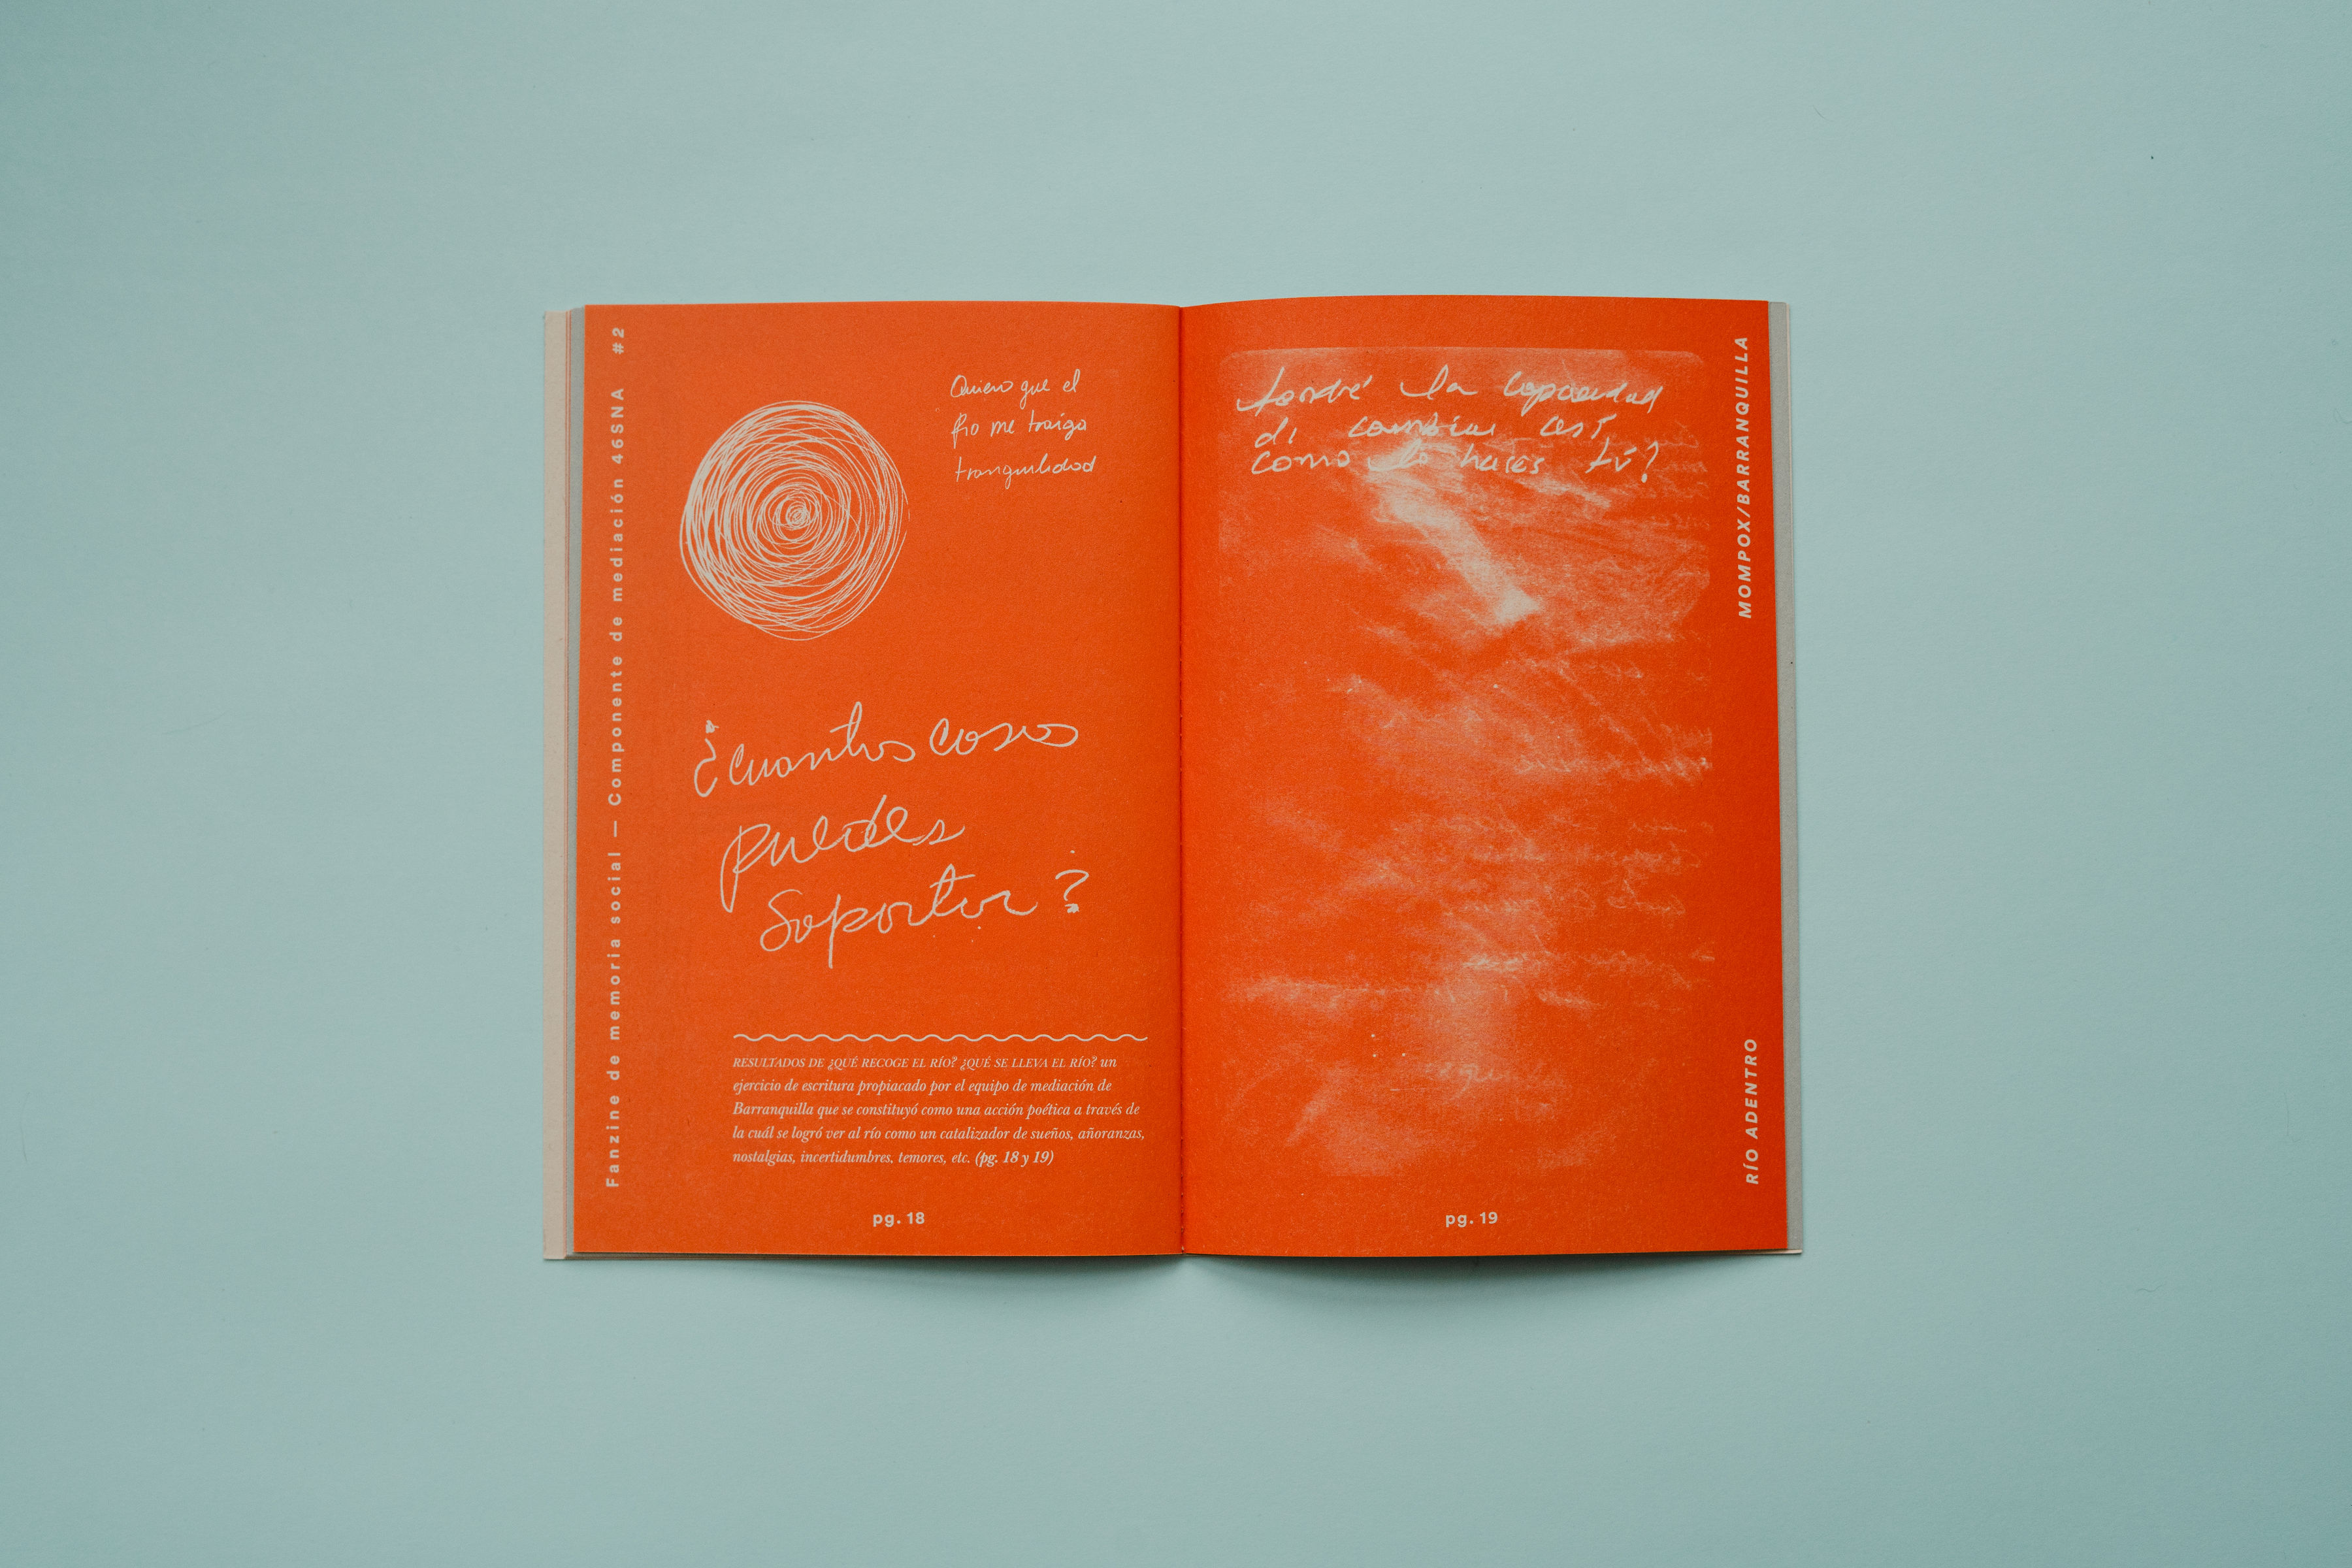 Fanzine de memoria social — Componente de mediación 46SNA #2
Quiero que el
Rio me traiga
tranquilidad
¿Cuantas cosas
puedes
Soportar?
RESULTADOS DE ¿QUÉ RECOGE EL RÍO? ¿QUÉ SE LLEVA EL RÍO? un
ejercicio de escritura propiacado por el equipo de mediación de
Barranquilla que se constituyó como una acción poética a través de
la cuál se logró ver al río como un catalizador de sueños, añoranzas,
nostalgias, incertidumbres, temores, etc. (pg. 18 y 19)
pg. 18
tendré la capacidad
de cambiar así
como lo haces tú?
MOMPOX/BARRANQUILLA
RÍO ADENTRO
pg. 19